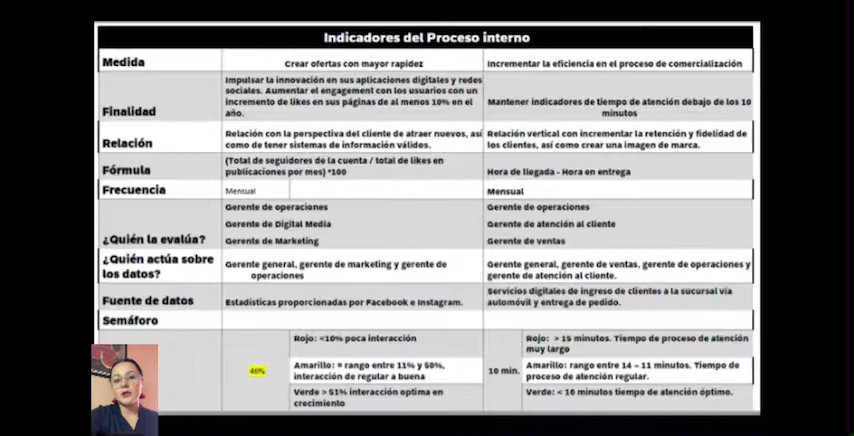 Indicadores del Proceso interno
Medida
Crear ofertas con mayor rapidez
Incrementar la eficiencia en el proceso de comercialización
Finalidad
Impulsar la innovación en sus aplicaciones digitales y redes
sociales. Aumentar el engagement con los usuarios con un
incremento de likes en sus páginas de al menos 10% en el
año.
Mantener indicadores de tiempo de atención debajo de los 10
minutos
Relación
Relación con la perspectiva del cliente de atraer nuevos, así
como de tener sistemas de información válidos.
Relación vertical con incrementar la retención y fidelidad de
los clientes, así como crear una imagen de marca.
Fórmula
(Total de seguidores de la cuenta / total de likes en
publicaciones por mes) *100
Hora de llegada - Hora en entrega
Frecuencia
Mensual
Mensual
¿Quién la evalúa?
Gerente de operaciones
Gerente de Digital Media
Gerente de Marketing
Gerente de operaciones
Gerente de atención al cliente
Gerente de ventas
¿Quién actúa sobre
los datos?
Gerente general, gerente de marketing y gerente de
operaciones
Gerente general, gerente de ventas, gerente de operaciones y
gerente de atención al cliente.
Fuente de datos
Estadísticas proporcionadas por Facebook e Instagram.
Servicios digitales de ingreso de clientes a la sucursal vía
automóvil y entrega de pedido.
Semáforo
46%
Rojo: <10% poca interacción
Amarillo: = rango entre 11% y 50%,
interacción de regular a buena
Verde > 51% interacción optima en
crecimiento
10 min.
Rojo: > 15 minutos. Tiempo de proceso de atención
muy largo
Amarillo: rango entre 14 – 11 minutos. Tiempo de
proceso de atención regular.
Verde: < 10 minutos tiempo de atención óptimo.